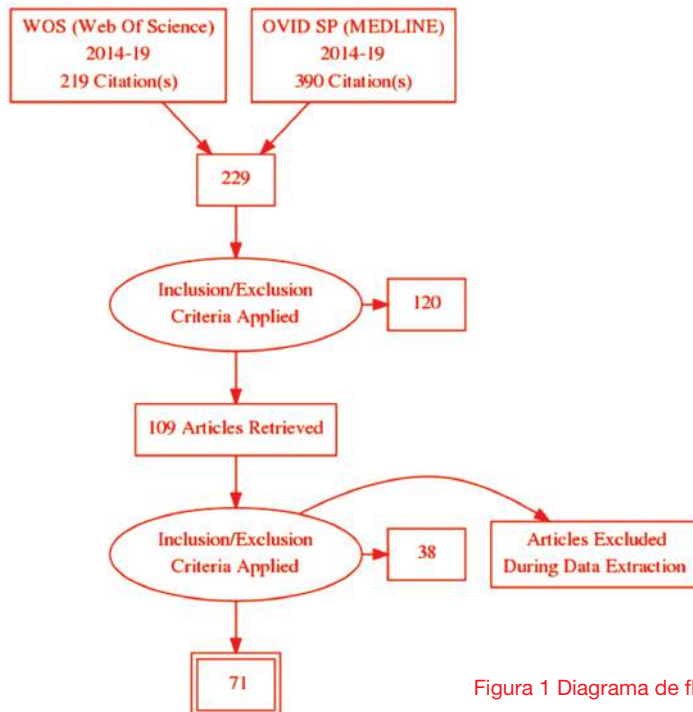 WOS (Web Of Science)
2014-19
219 Citation(s)
OVID SP (MEDLINE)
2014-19
390 Citation(s)
229
Inclusion/Exclusion
Criteria Applied
120
109 Articles Retrieved
Inclusion/Exclusion
Criteria Applied
38
Articles Excluded
During Data Extraction
71
Figura 1 Diagrama de